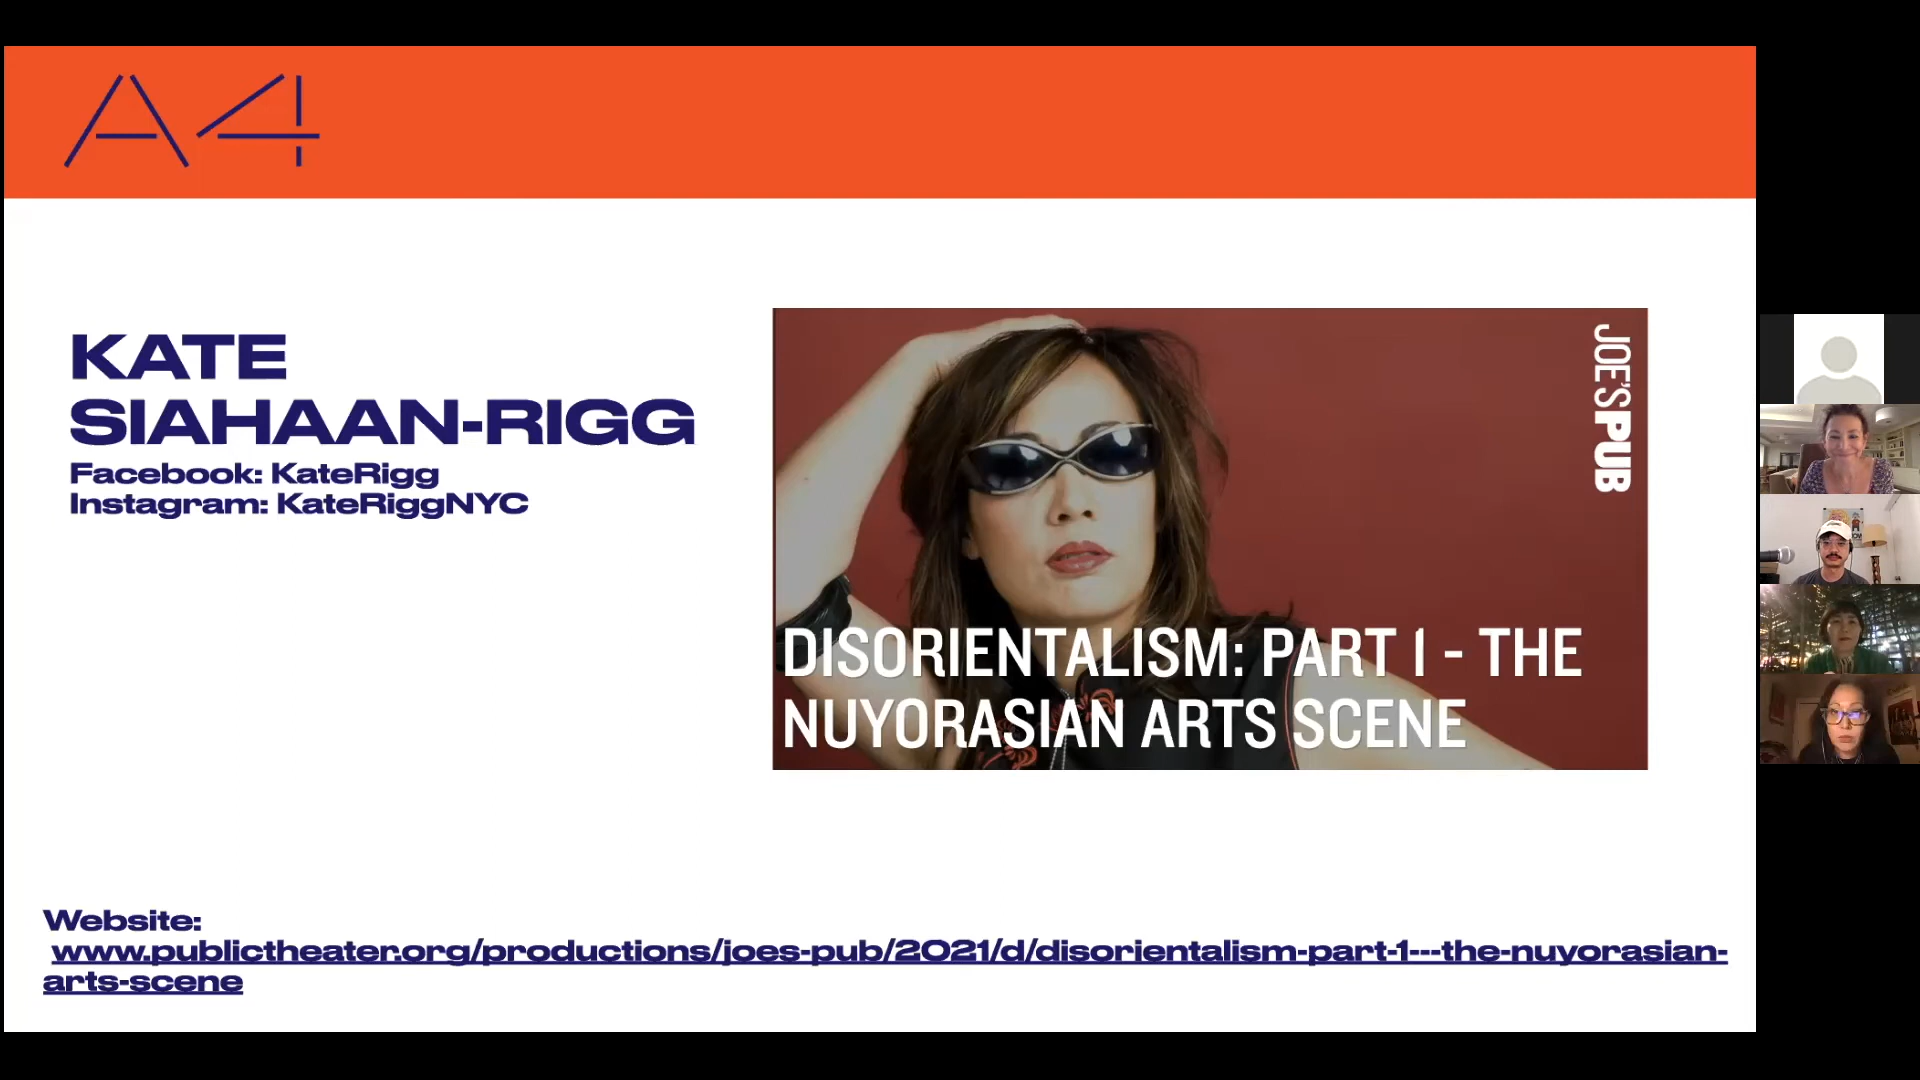 A4
KATE
SIAHAAN-RIGG
Facebook: KateRigg
Instagram: KateRiggNYC
JOE'S PUB
DISORIENTALISM: PART I - THE
NUYORASIAN ARTS SCENE
Website:
www.publictheater.org/productions/joes-pub/2021/d/disorientalism-part-1---the-nuyorasian-
arts-scene